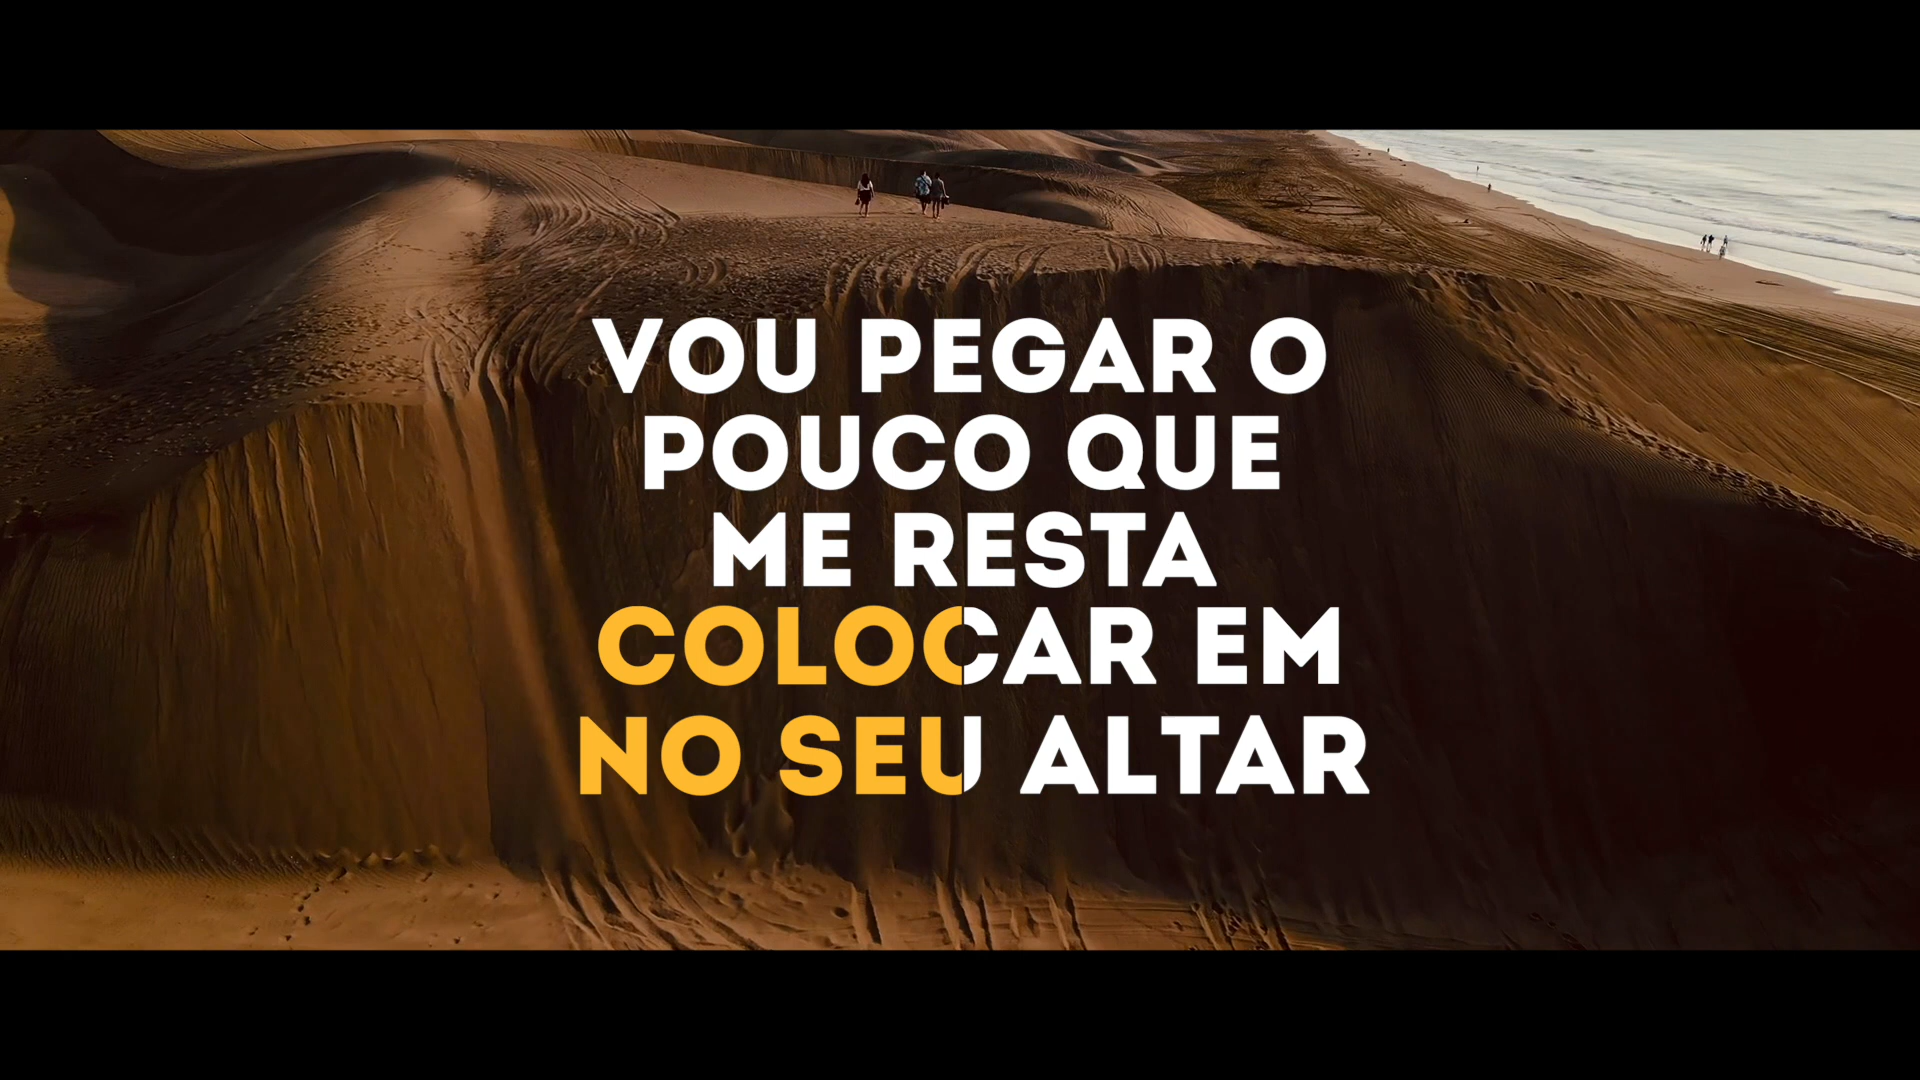 VOU PEGAR O
POUCO QUE
ME RESTA
COLOCAR EM
NO SEU ALTAR